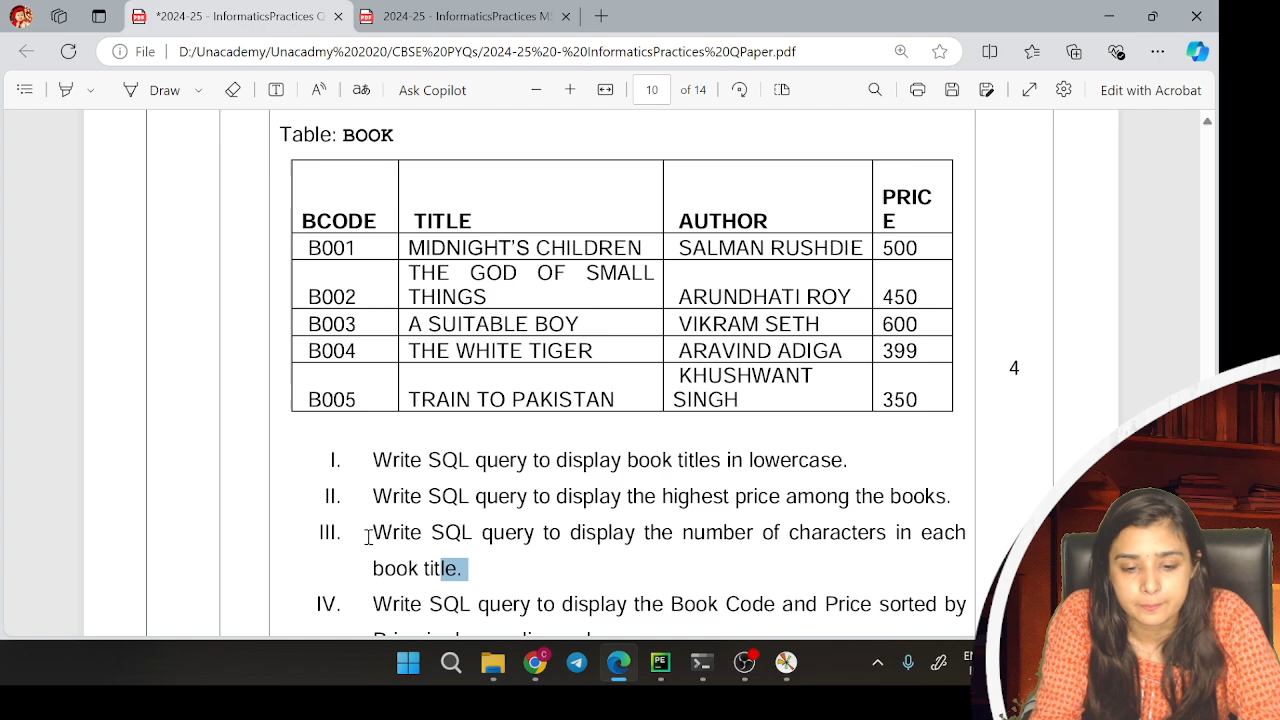 *2024-25 - InformaticsPractices Q
2024-25 - InformaticsPractices MS
File
D:/Unacademy/Unacadmy%202020/CBSE%20PYQs/2024-25%20-%20InformaticsPractices%20QPaper.pdf
Draw
Ask Copilot
10 of 14
Edit with Acrobat
Table: BOOK
BCODE TITLE AUTHOR PRIC
E
B001 MIDNIGHT'S CHILDREN SALMAN RUSHDIE 500
THE GOD OF SMALL
B002 THINGS ARUNDHATI ROY 450
B003 A SUITABLE BOY VIKRAM SETH 600
B004 THE WHITE TIGER ARAVIND ADIGA 399
KHUSHWANT
B005 TRAIN TO PAKISTAN SINGH 350
4
I. Write SQL query to display book titles in lowercase.
II. Write SQL query to display the highest price among the books.
III. Write SQL query to display the number of characters in each
book title.
IV. Write SQL query to display the Book Code and Price sorted by